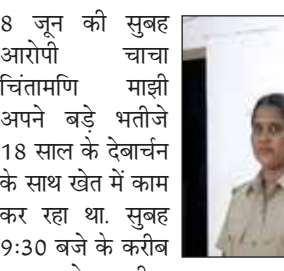 8 जून की सुबह
आरोपी चाचा
चिंतामणि माझी
अपने बड़े भतीजे
18 साल के देबार्चन
के साथ खेत में काम
कर रहा था. सुबह
9:30 बजे के करीब